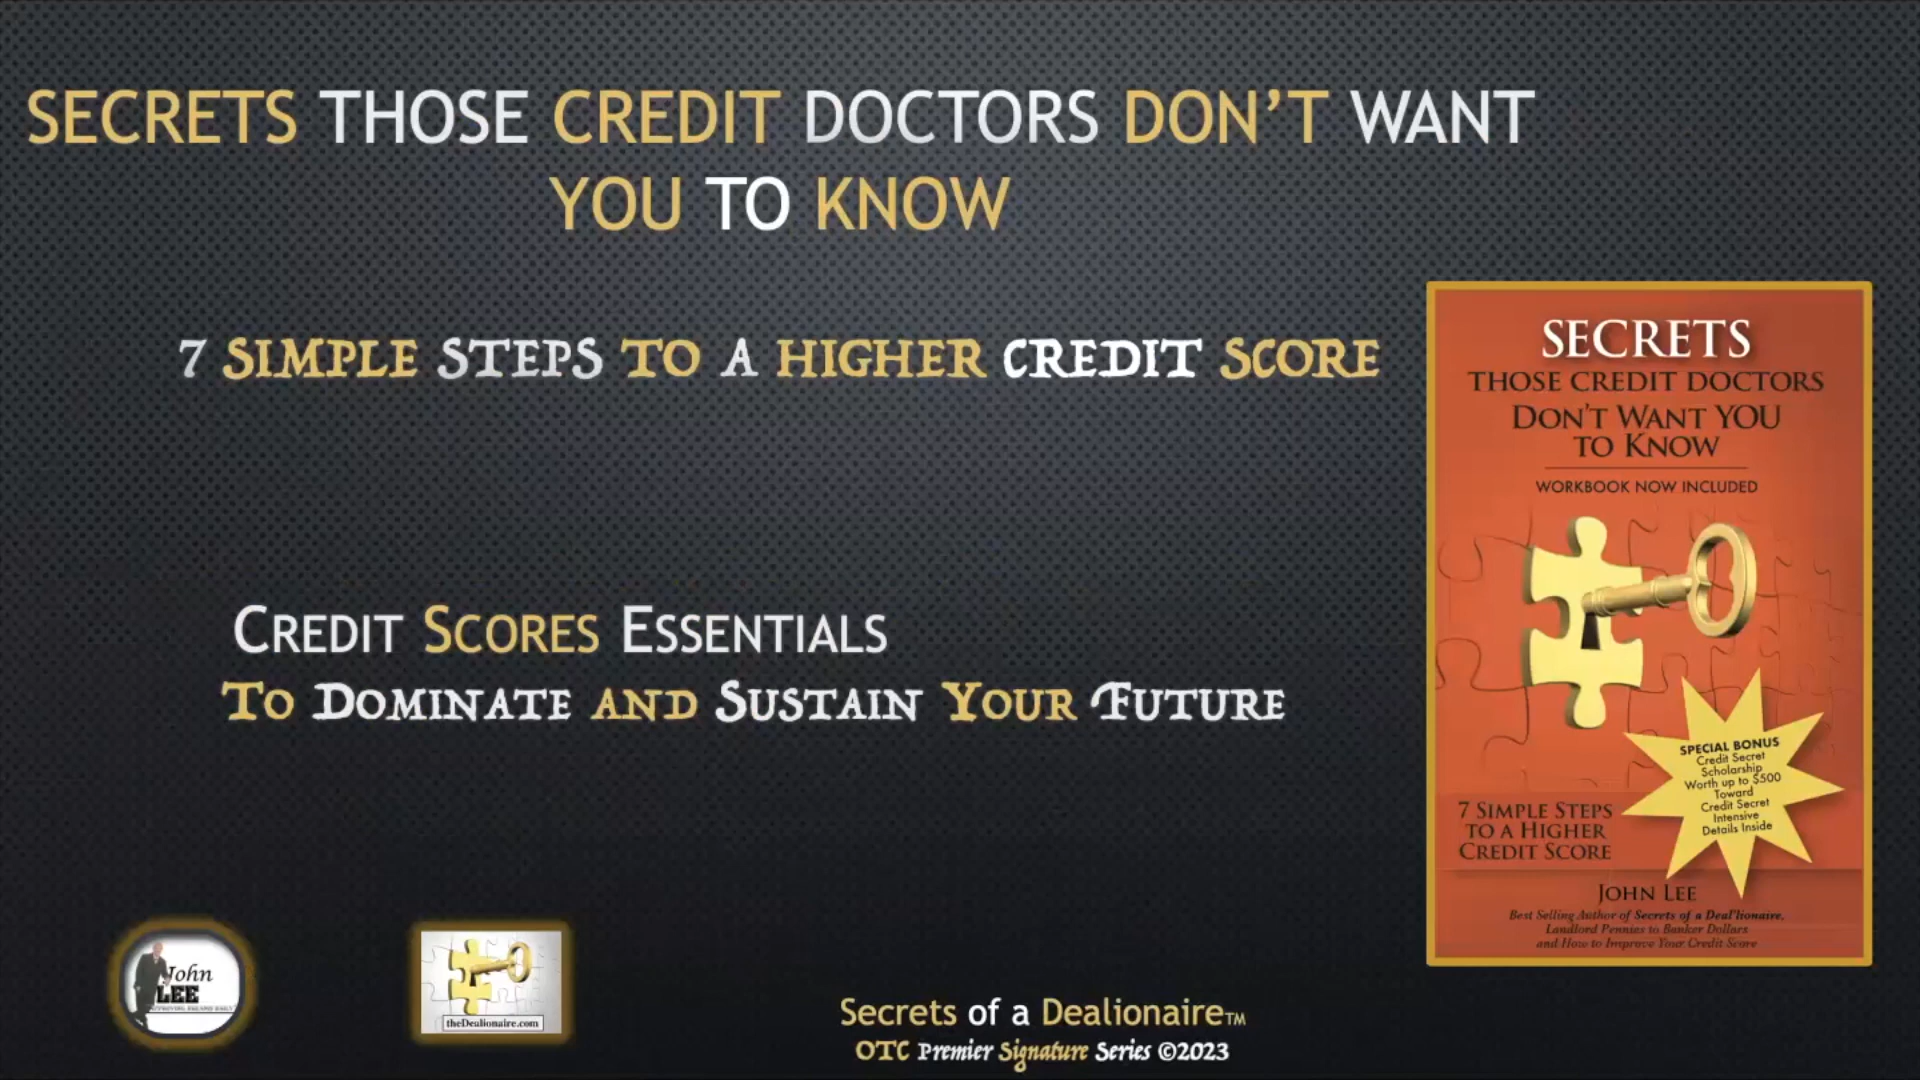 SECRETS THOSE CREDIT DOCTORS DON'T WANT
YOU TO KNOW
7 SIMPLE STEPS TO A HIGHER CREDIT SCORE
SECRETS
THOSE CREDIT DOCTORS
DON'T WANT YOU
TO KNOW
WORKBOOK NOW INCLUDED
CREDIT SCORES ESSENTIALS
TO DOMINATE AND SUSTAIN YOUR FUTURE
SPECIAL BONUS
Credit Secret
Scholarship
Worth up to $500
Toward
Credit Secret
Intensive
Details Inside
7 SIMPLE STEPS
TO A HIGHER
CREDIT SCORE
JOHN LEE
Best Selling Author of Secrets of a Deal'lionaire,
Landlord Pennies to Banker Dollars
and How to Improve Your Credit Score
John
LEE
theDealionaire.com
Secrets of a Dealionaire™
OTC Premier Signature Series ©2023